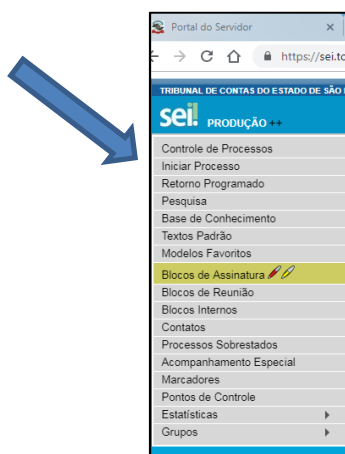 Portal do Servidor
https://sei.tc
TRIBUNAL DE CONTAS DO ESTADO DE SÃO
sei! PRODUÇÃO ++
Controle de Processos
Iniciar Processo
Retorno Programado
Pesquisa
Base de Conhecimento
Textos Padrão
Modelos Favoritos
Blocos de Assinatura
Blocos de Reunião
Blocos Internos
Contatos
Processos Sobrestados
Acompanhamento Especial
Marcadores
Pontos de Controle
Estatísticas
Grupos